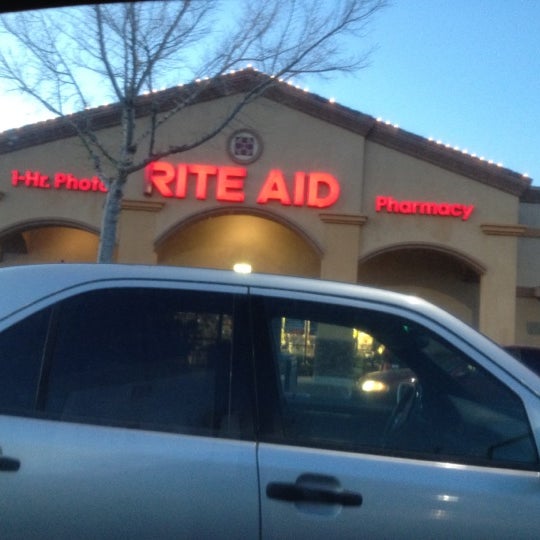 1-Hr. Photo
RITE AID
Pharmacy